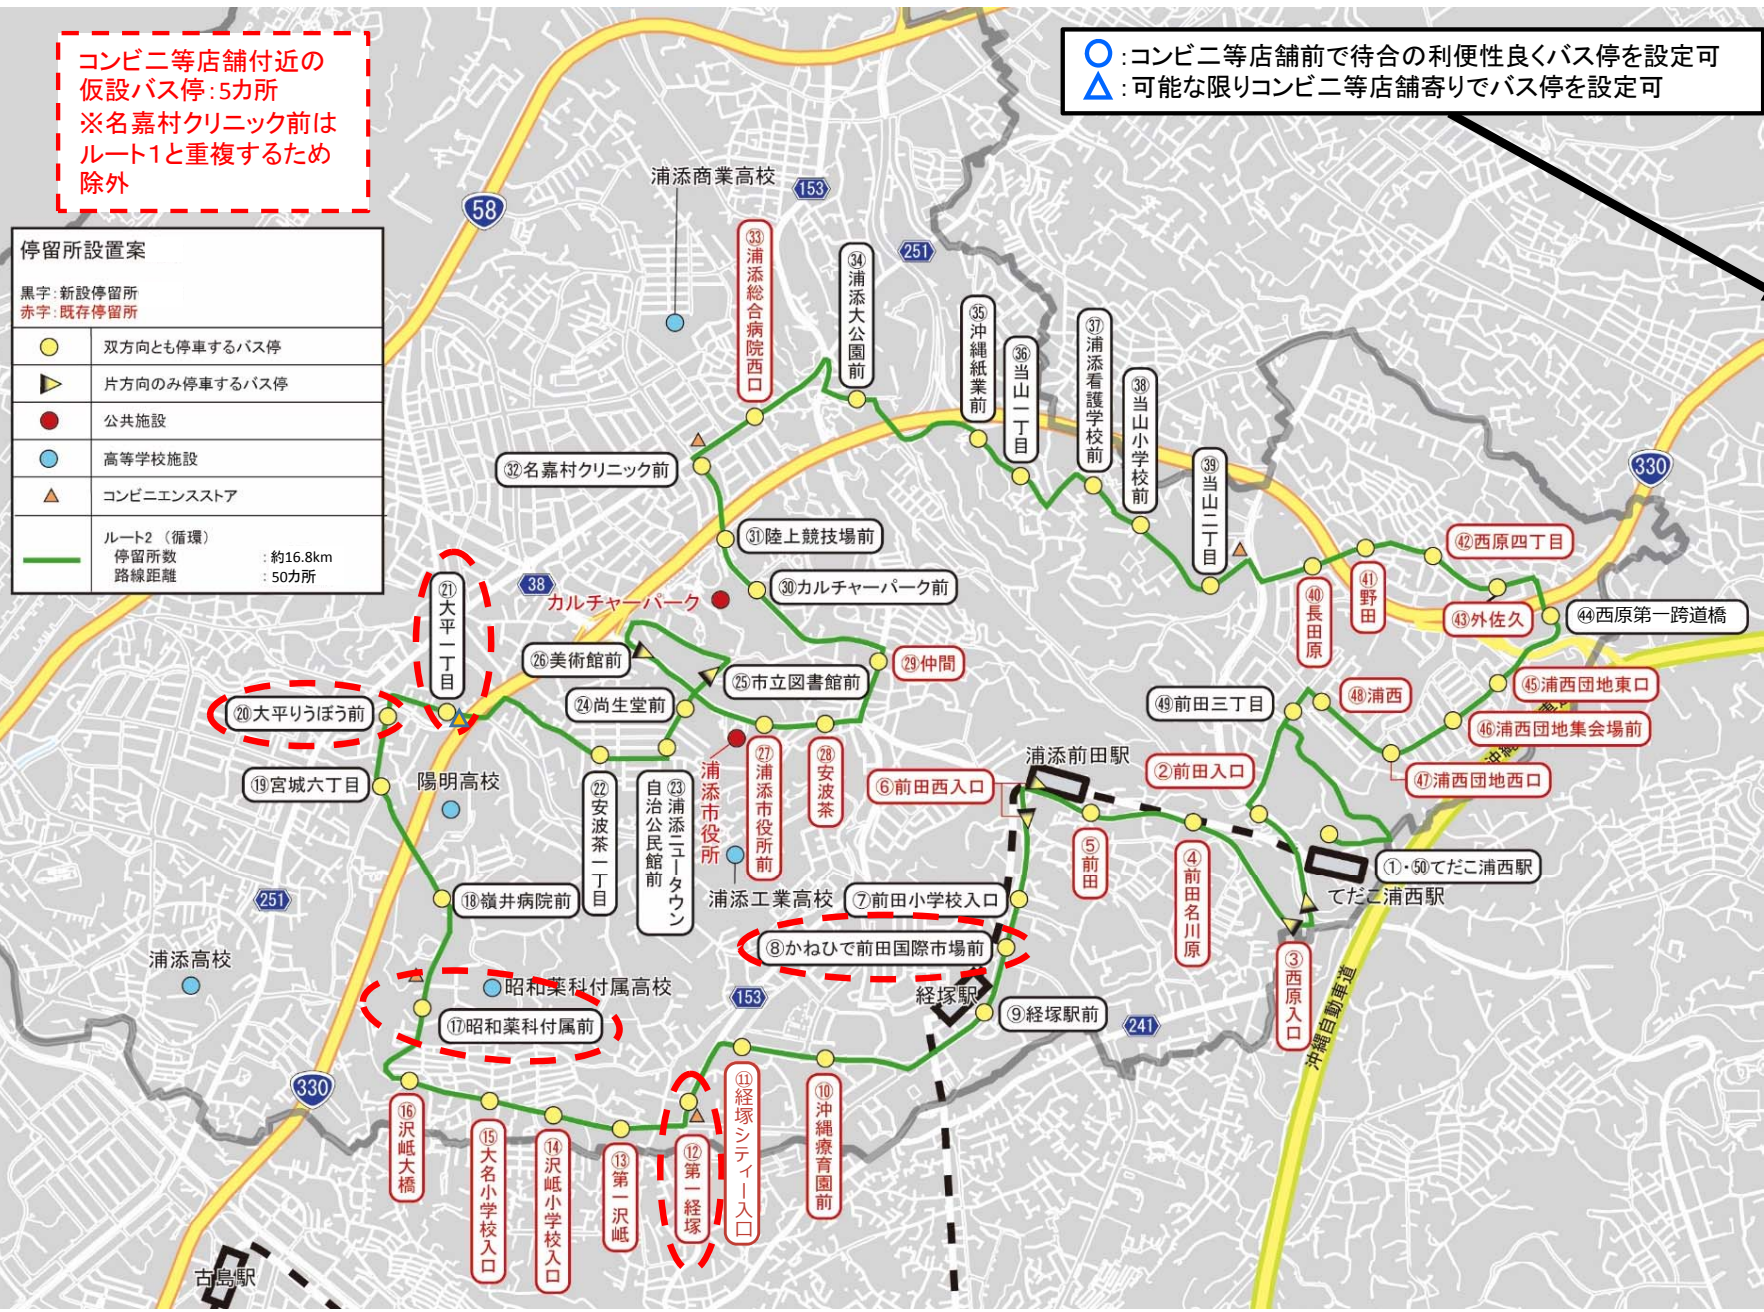 コンビニ等店舗付近の
仮設バス停:5カ所
※名嘉村クリニック前は
ルート1と重複するため
除外
○:コンビニ等店舗前で待合の利便性良くバス停を設定可
△:可能な限りコンビニ等店舗寄りでバス停を設定可
停留所設置案
黒字:新設停留所
赤字:既存停留所
双方向とも停車するバス停
片方向のみ停車するバス停
公共施設
高等学校施設
コンビニエンスストア
ルート2 (循環)
停留所数 :約16.8km
路線距離 :50カ所
58
浦添商業高校
153
251
㉝浦添総合病院西口
㉞浦添大公園前
㉟沖縄紙業前
㊱当山一丁目
㊲浦添看護学校前
㊳当山小学校前
㊴当山二丁目
330
㉜名嘉村クリニック前
㉛陸上競技場前
㉚カルチャーパーク前
カルチャーパーク
38
㉑大平一丁目
㊷西原四丁目
㊶野田
㊵長田原
㊸外佐久
㊹西原第一跨道橋
㉙仲間
㉖美術館前
㉕市立図書館前
㉔尚生堂前
⑳大平りうぼう前
㊺浦西団地東口
㊽浦西
㊾前田三丁目
㊻浦西団地集会場前
㊼浦西団地西口
浦添前田駅
②前田入口
⑥前田西入口
⑲宮城六丁目
陽明高校
㉒安波茶一丁目
㉓浦添ニュータウン
自治公民館前
浦添市役所
㉗浦添市役所前
㉘安波茶
浦添工業高校
⑤前田
④前田名川原
①・㊿てだこ浦西駅
てだこ浦西駅
⑦前田小学校入口
⑱嶺井病院前
251
⑧かねひで前田国際市場前
③西原入口
浦添高校
昭和薬科付属高校
⑰昭和薬科付属前
153
経塚駅
⑨経塚駅前
241
沖縄自動車道
沖縄
道
330
⑯沢岻大橋
⑮大名小学校入口
⑭沢岻小学校入口
⑬第一沢岻
⑫第一経塚
⑪経塚シティー入口
⑩沖縄療育園前
古島駅